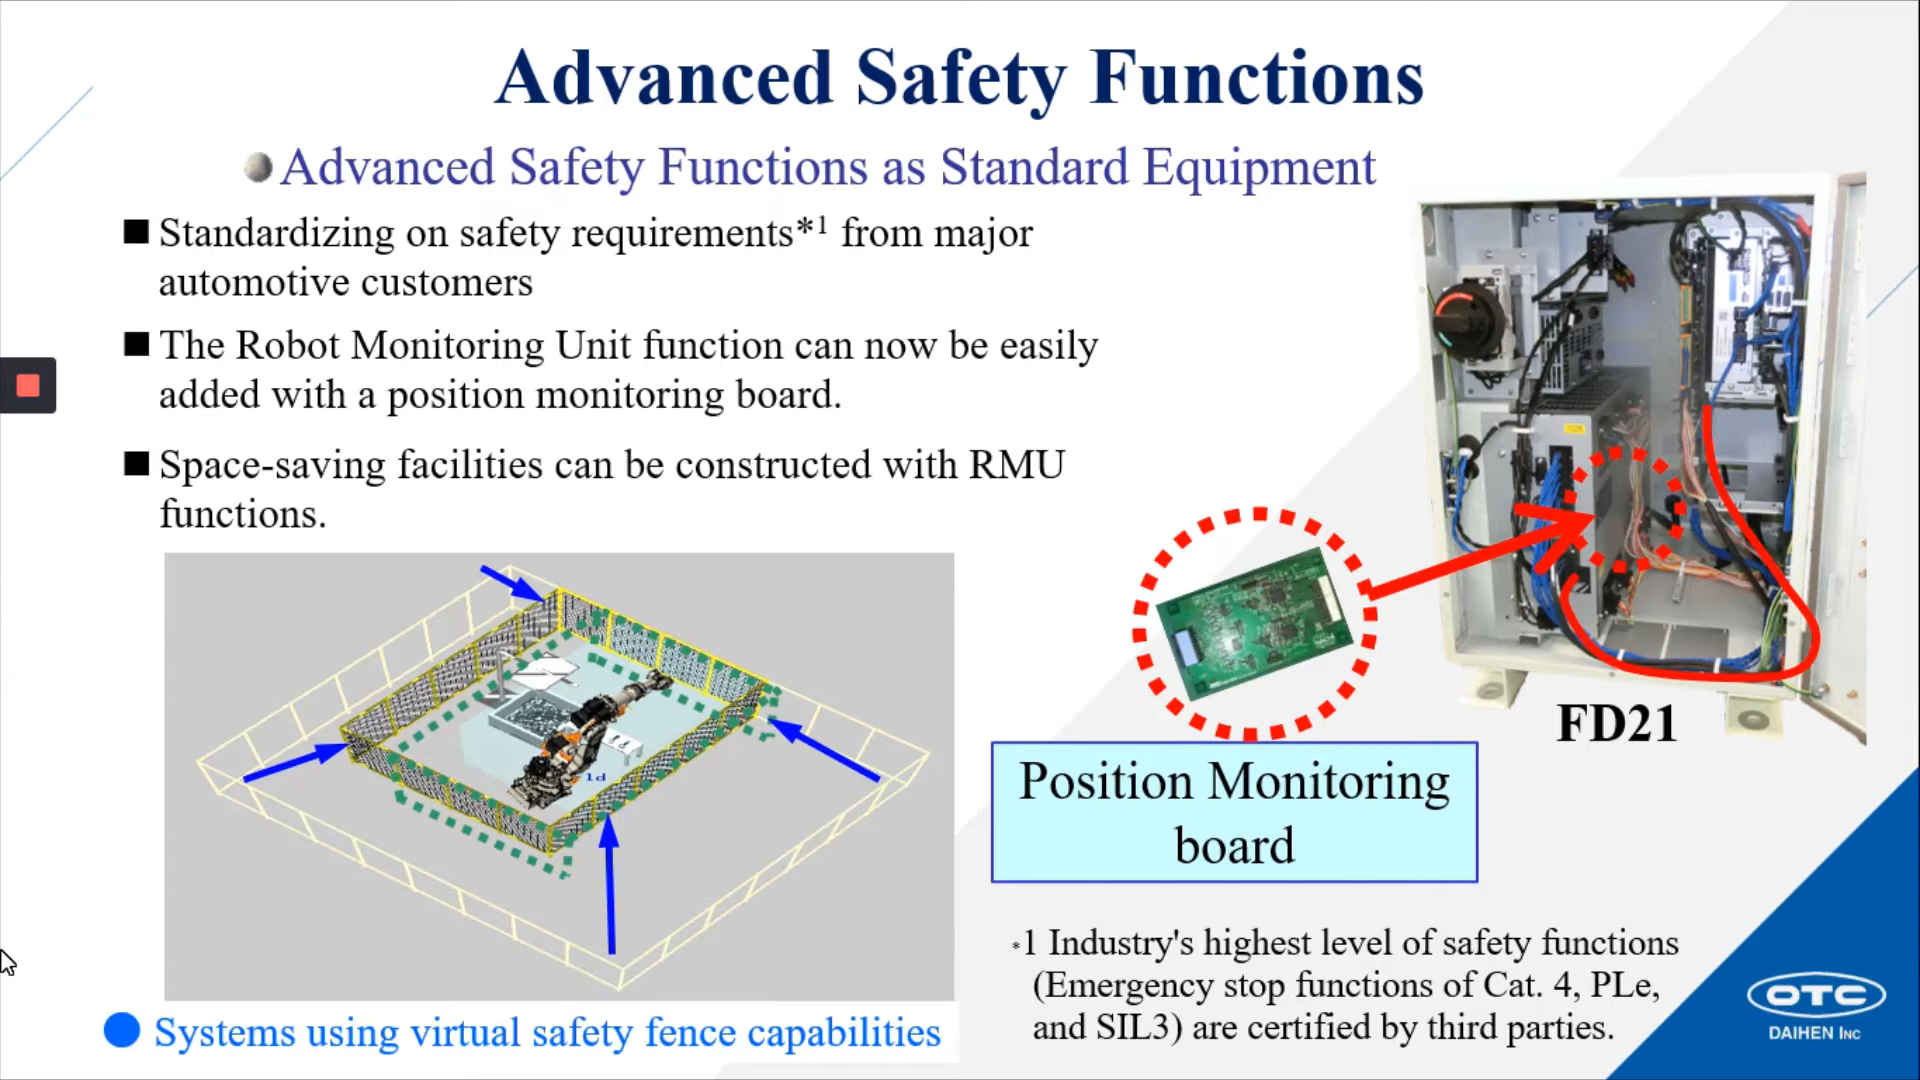 Advanced Safety Functions
Advanced Safety Functions as Standard Equipment
Standardizing on safety requirements*1 from major
automotive customers
The Robot Monitoring Unit function can now be easily
added with a position monitoring board.
Space-saving facilities can be constructed with RMU
functions.
1d
Systems using virtual safety fence capabilities
FD21
Position Monitoring
board
*1 Industry's highest level of safety functions
(Emergency stop functions of Cat. 4, PLe,
and SIL3) are certified by third parties.
OTC
DAIHEN INC